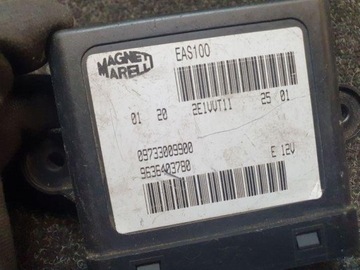 MAGNETI
MARELLI
EAS100
01 20 2E1VVT11 25 01
09733009900
9636403780
E 12V